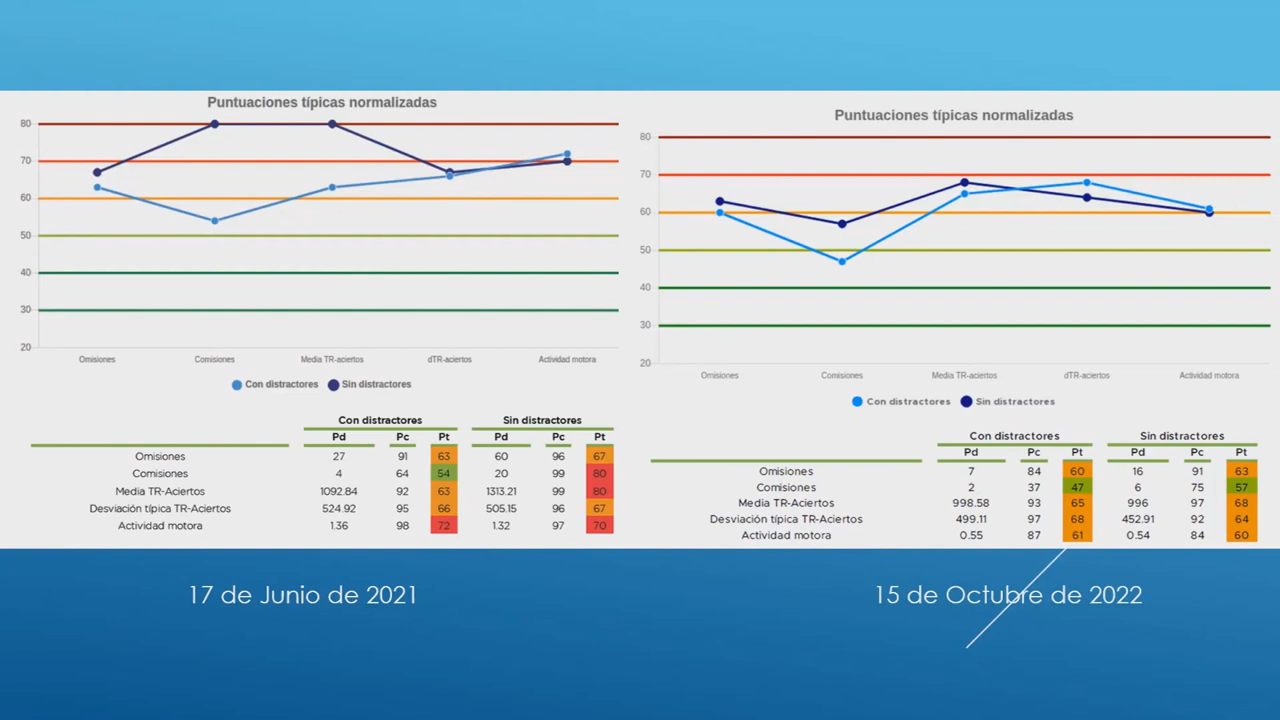 Puntuaciones típicas normalizadas
80
70
60
50
40
30
20
Omisiones Comisiones Media TR-aciertos dTR-aciertos Actividad motora
Con distractores Sin distractores
Con distractores Sin distractores
Pd Pc Pt Pd Pc Pt
Omisiones 27 91 63 60 96 67
Comisiones 4 64 54 20 99 80
Media TR-Aciertos 1092.84 92 63 1313.21 99 80
Desviación típica TR-Aciertos 524.92 95 66 505.15 96 67
Actividad motora 1.36 98 72 1.32 97 70
17 de Junio de 2021
Puntuaciones típicas normalizadas
80
70
60
50
40
30
20
Omisiones Comisiones Media TR-aciertos dTR-aciertos Actividad motora
Con distractores Sin distractores
Con distractores Sin distractores
Pd Pc Pt Pd Pc Pt
Omisiones 7 84 60 16 91 63
Comisiones 2 37 47 6 75 57
Media TR-Aciertos 998.58 93 65 996 97 68
Desviación típica TR-Aciertos 499.11 97 68 452.91 92 64
Actividad motora 0.55 87 61 0.54 84 60
15 de Octubre de 2022